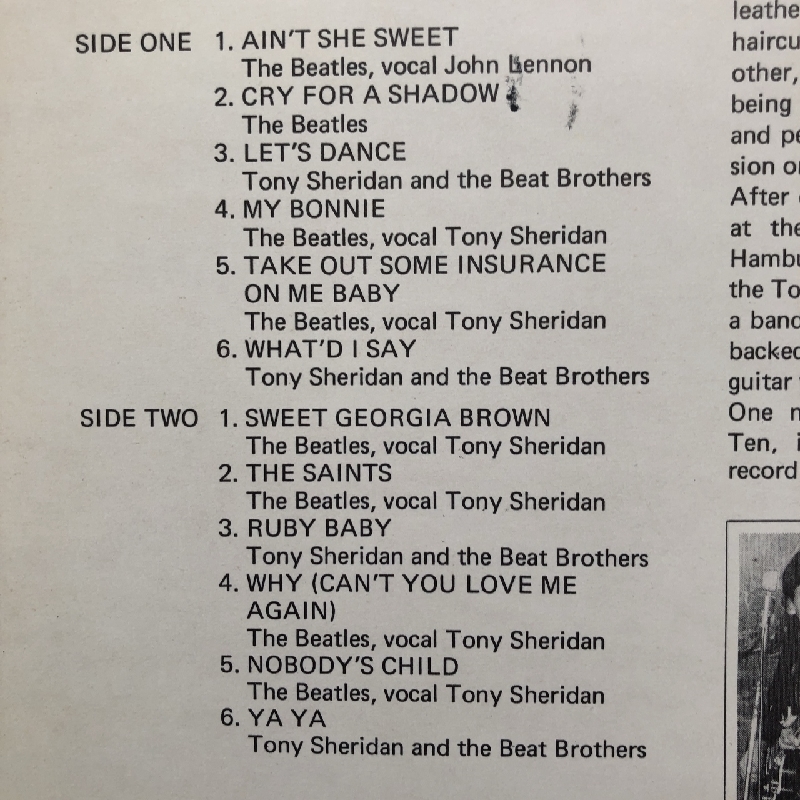 SIDE ONE 1. AIN'T SHE SWEET
The Beatles, vocal John Lennon
2. CRY FOR A SHADOW
The Beatles
3. LET'S DANCE
Tony Sheridan and the Beat Brothers
4. MY BONNIE
The Beatles, vocal Tony Sheridan
5. TAKE OUT SOME INSURANCE
ON ME BABY
The Beatles, vocal Tony Sheridan
6. WHAT'D I SAY
Tony Sheridan and the Beat Brothers
SIDE TWO 1. SWEET GEORGIA BROWN
The Beatles, vocal Tony Sheridan
2. THE SAINTS
The Beatles, vocal Tony Sheridan
3. RUBY BABY
Tony Sheridan and the Beat Brothers
4. WHY (CAN'T YOU LOVE ME
AGAIN)
The Beatles, vocal Tony Sheridan
5. NOBODY'S CHILD
The Beatles, vocal Tony Sheridan
6. YA YA
Tony Sheridan and the Beat Brothers
leathe
haircu
other,
being
and pe
sion o
After
at the
Hambu
the To
a band
backed
guitar
One n
Ten, i
record